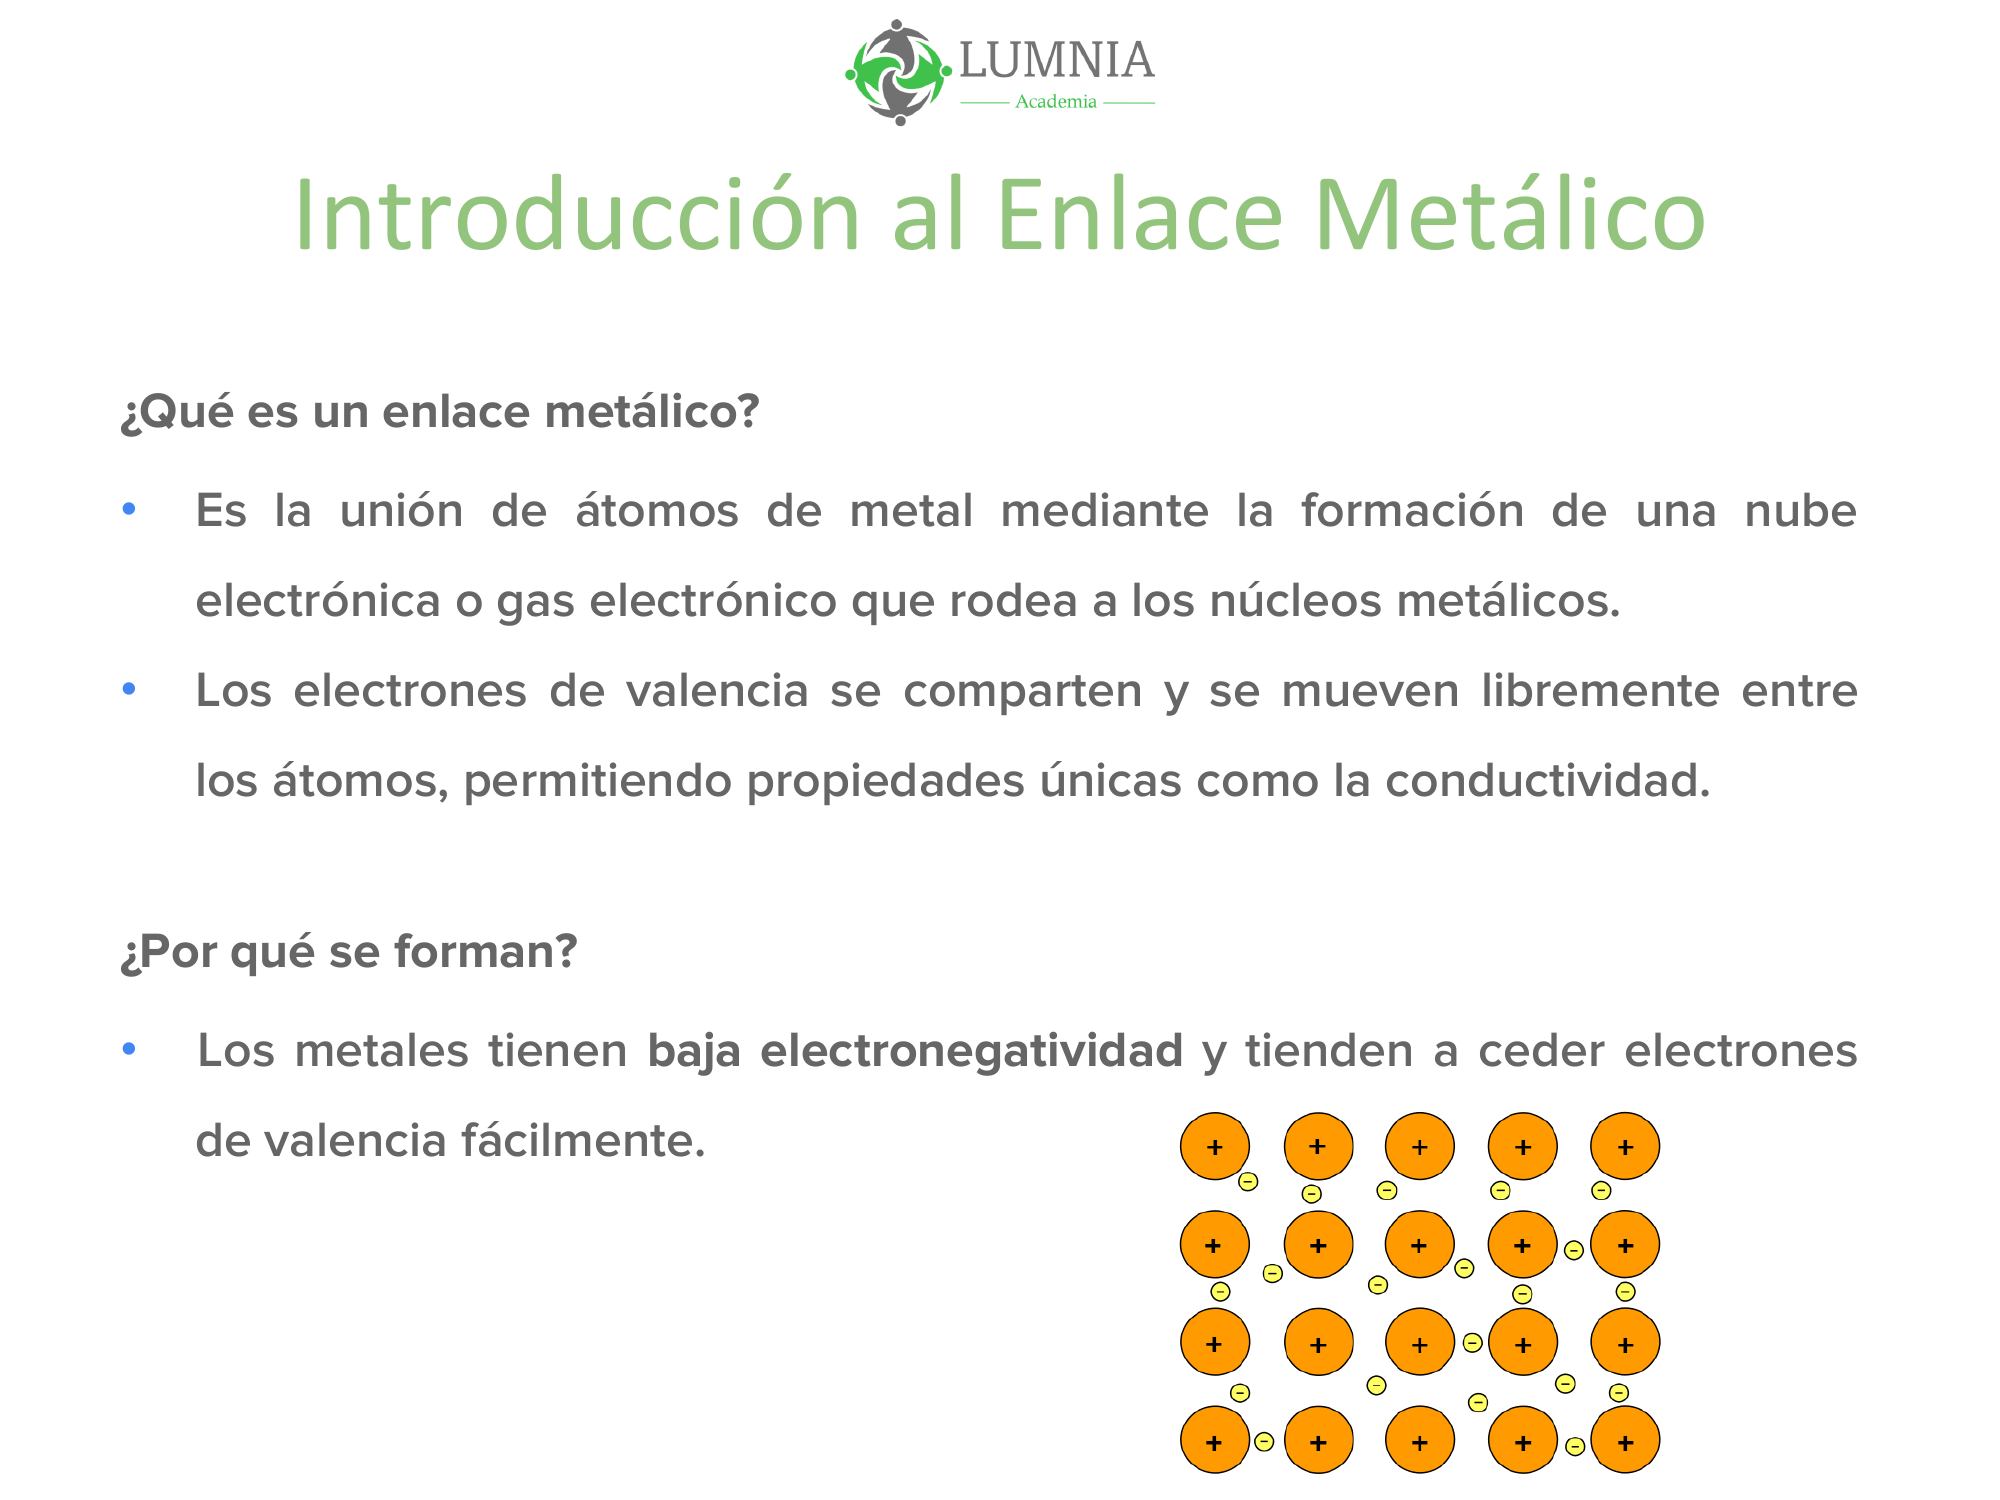 LUMNIA
Academia
Introducción al Enlace Metálico
¿Qué es un enlace metálico?
• Es la unión de átomos de metal mediante la formación de una nube
electrónica o gas electrónico que rodea a los núcleos metálicos.
• Los electrones de valencia se comparten y se mueven libremente entre
los átomos, permitiendo propiedades únicas como la conductividad.
¿Por qué se forman?
• Los metales tienen baja electronegatividad y tienden a ceder electrones
de valencia fácilmente.
+ + + + +
− − − − −
+ + + + +
− − − −
− − −
+ + + + +
−
− − − − −
+ + + + +
− −